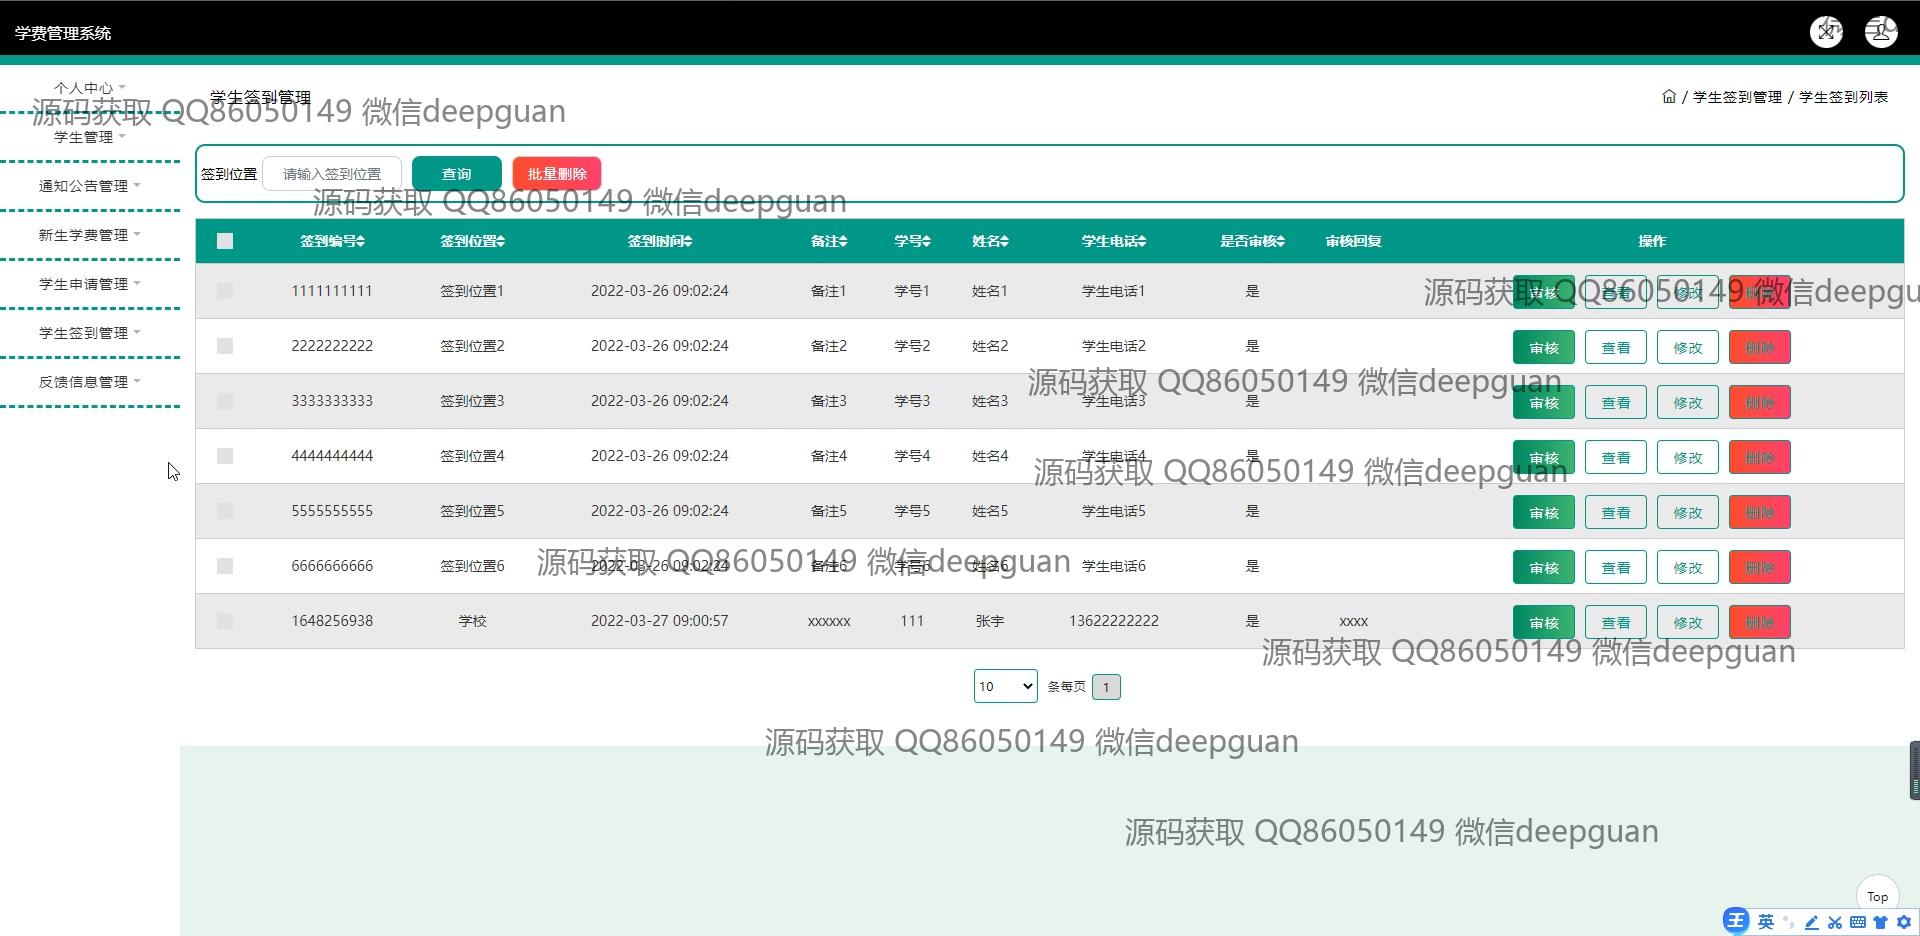 学费管理系统
个人中心
学生管理
通知公告管理
新生学费管理
学生申请管理
学生签到管理
反馈信息管理
学生签到管理
/ 学生签到管理 / 学生签到列表
源码获取 QQ86050149 微信deepguan
签到位置 请输入签到位置 查询 批量删除
源码获取 QQ86050149 微信deepguan
签到编号 签到位置 签到时间 备注 学号 姓名 学生电话 是否审核 审核回复 操作
1111111111 签到位置1 2022-03-26 09:02:24 备注1 学号1 姓名1 学生电话1 是 审核 查看 修改 删除
源码获取 QQ86050149 微信deepgu
2222222222 签到位置2 2022-03-26 09:02:24 备注2 学号2 姓名2 学生电话2 是 审核 查看 修改 删除
源码获取 QQ86050149 微信deepguan
3333333333 签到位置3 2022-03-26 09:02:24 备注3 学号3 姓名3 学生电话3 是 审核 查看 修改 删除
4444444444 签到位置4 2022-03-26 09:02:24 备注4 学号4 姓名4 学生电话4 是 审核 查看 修改 删除
源码获取 QQ86050149 微信deepguan
5555555555 签到位置5 2022-03-26 09:02:24 备注5 学号5 姓名5 学生电话5 是 审核 查看 修改 删除
6666666666 签到位置6 2022-03-26 09:02:24 备注6 学号6 姓名6 学生电话6 是 审核 查看 修改 删除
源码获取 QQ86050149 微信deepguan
1648256938 学校 2022-03-27 09:00:57 xxxxxx 111 张宇 13622222222 是 xxxx 审核 查看 修改 删除
源码获取 QQ86050149 微信deepguan
10 条每页 1
源码获取 QQ86050149 微信deepguan
源码获取 QQ86050149 微信deepguan
Top
王 英